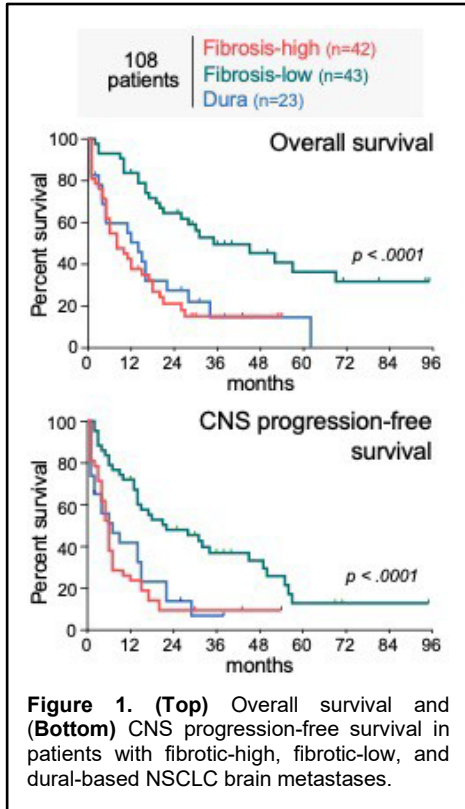 108
patients
Fibrosis-high (n=42)
Fibrosis-low (n=43)
Dura (n=23)
Overall survival
Percent survival
100
80
60
40
20
0
p < .0001
0 12 24 36 48 60 72 84 96
months
CNS progression-free
survival
Percent survival
100
80
60
40
20
0
p < .0001
0 12 24 36 48 60 72 84 96
months
Figure 1. (Top) Overall survival and
(Bottom) CNS progression-free survival in
patients with fibrotic-high, fibrotic-low, and
dural-based NSCLC brain metastases.